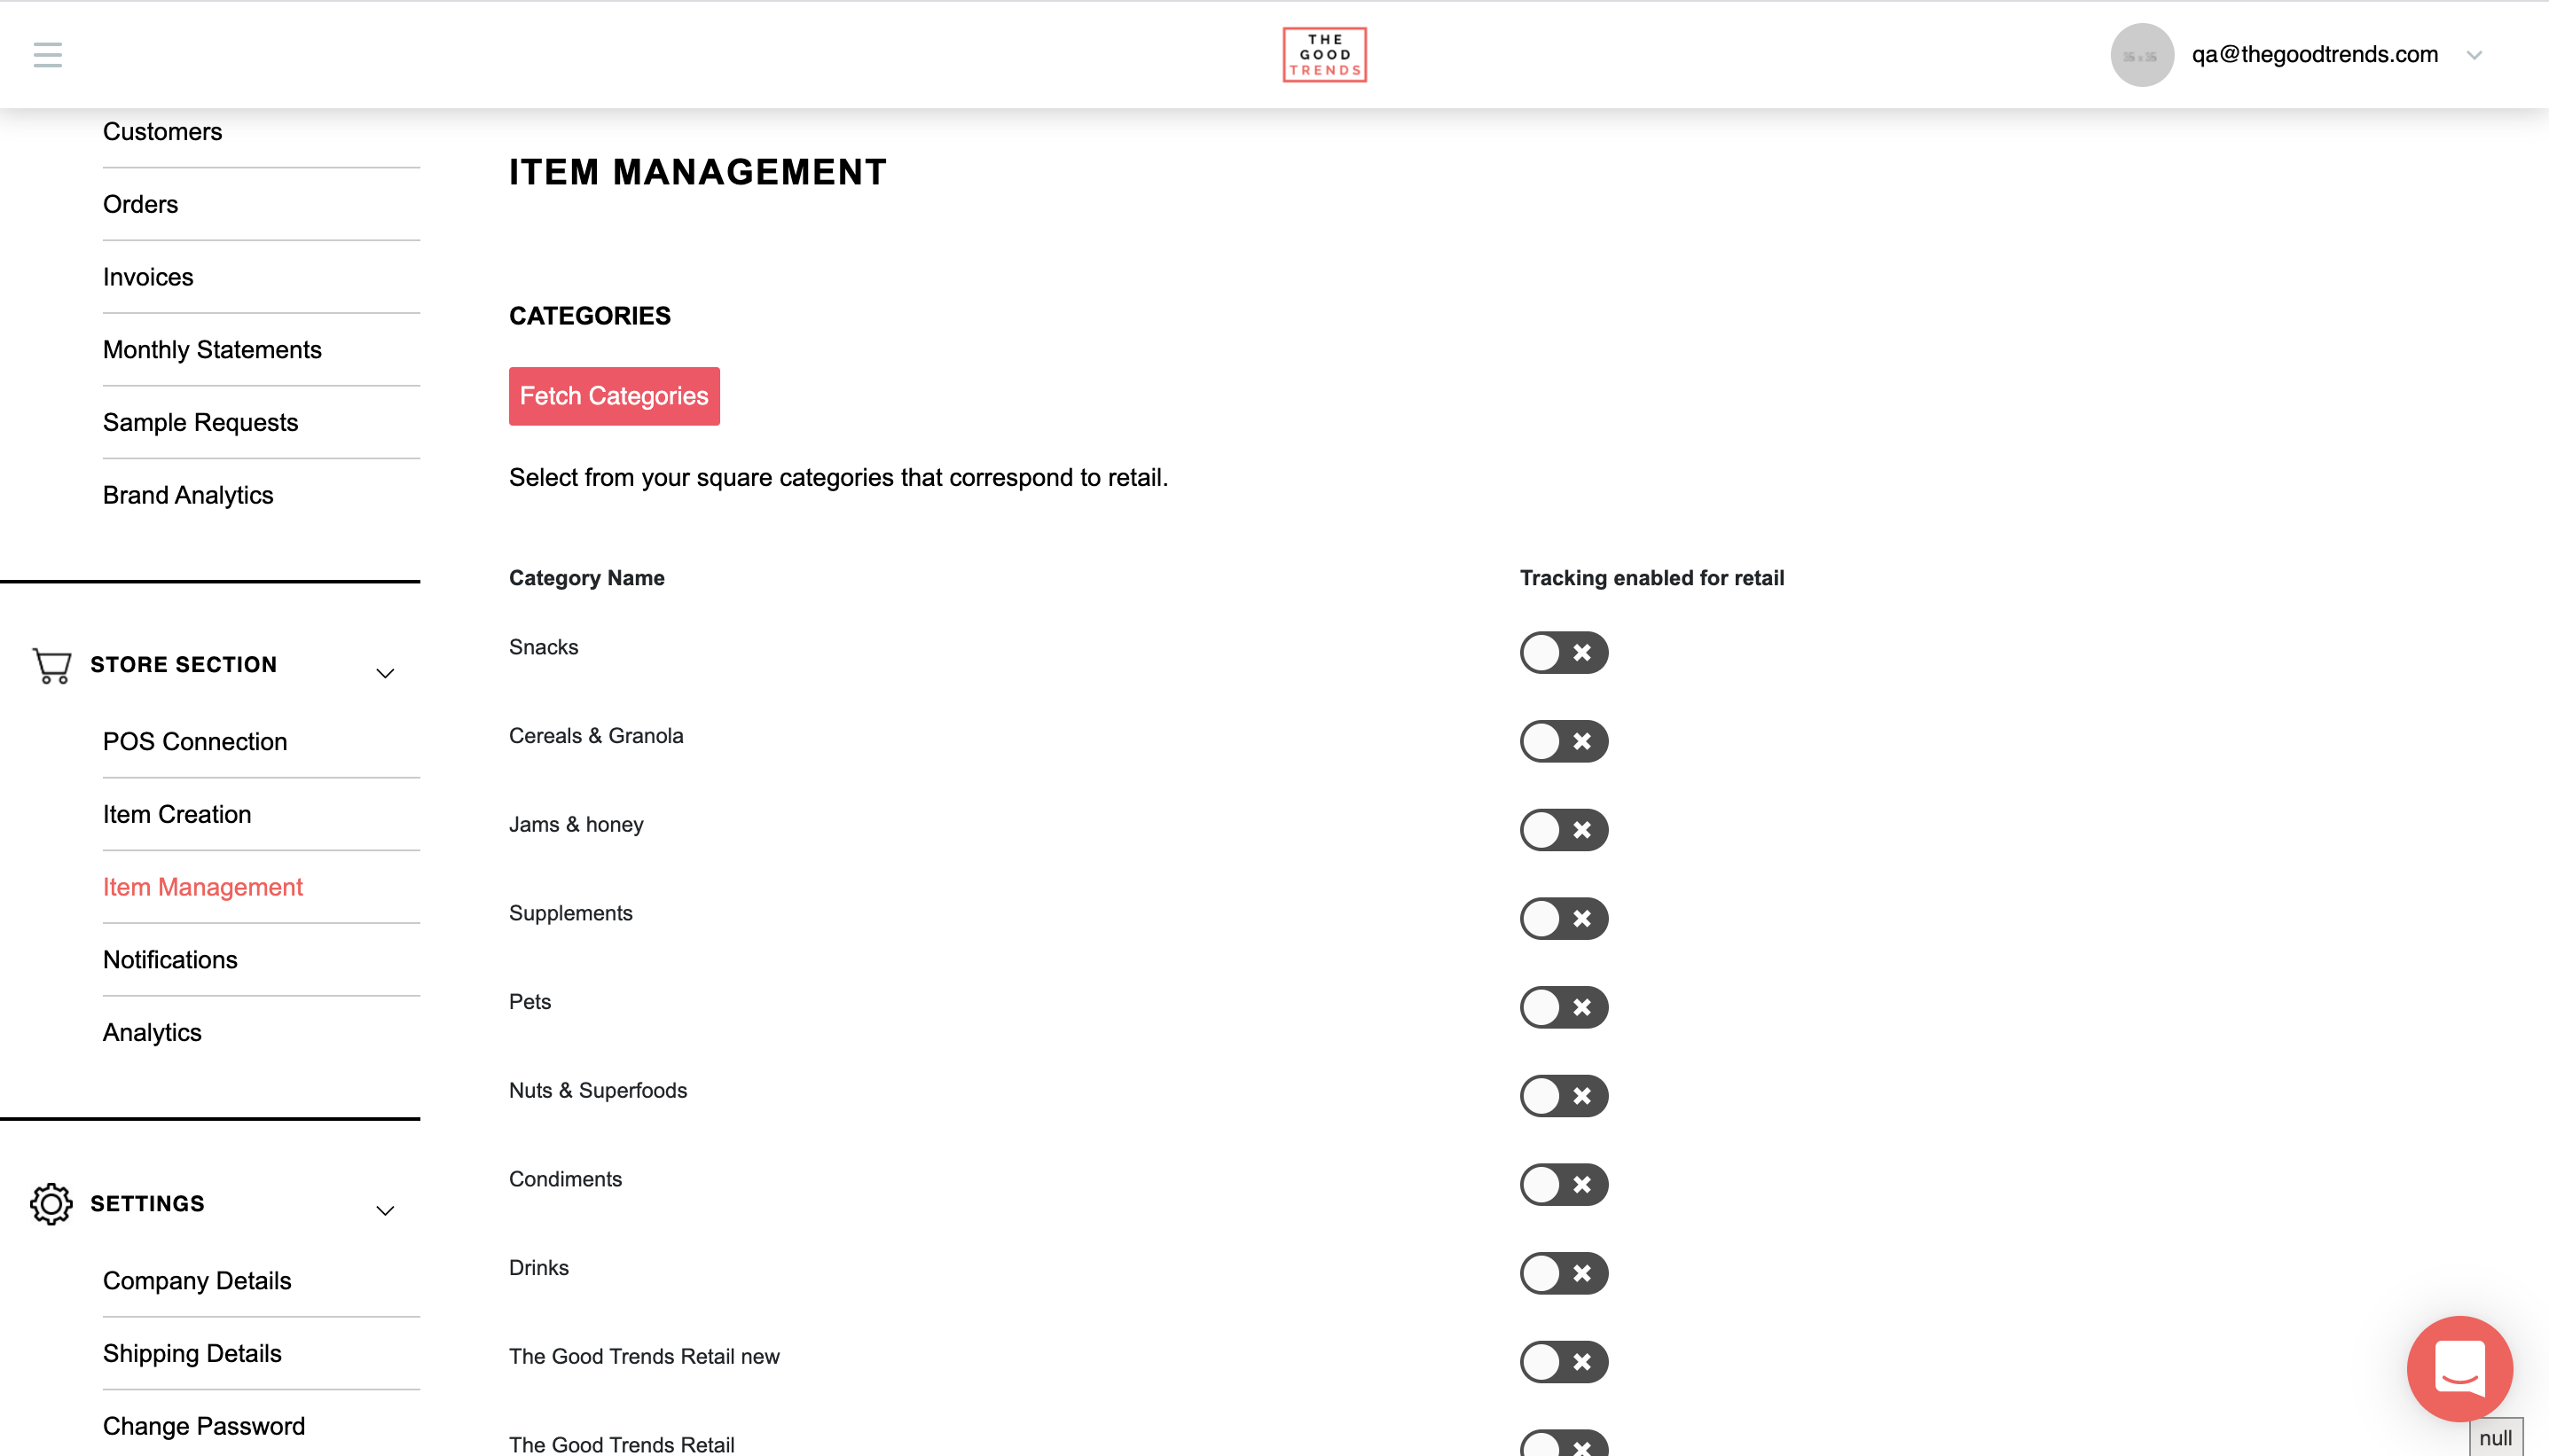 THE
GOOD
TRENDS
qa@thegoodtrends.com
Customers
Orders
Invoices
Monthly Statements
Sample Requests
Brand Analytics
STORE SECTION
POS Connection
Item Creation
Item Management
Notifications
Analytics
SETTINGS
Company Details
Shipping Details
Change Password
ITEM MANAGEMENT
CATEGORIES
Fetch Categories
Select from your square categories that correspond to retail.
Category Name
Tracking enabled for retail
Snacks
Cereals & Granola
Jams & honey
Supplements
Pets
Nuts & Superfoods
Condiments
Drinks
The Good Trends Retail new
The Good Trends Retail
null